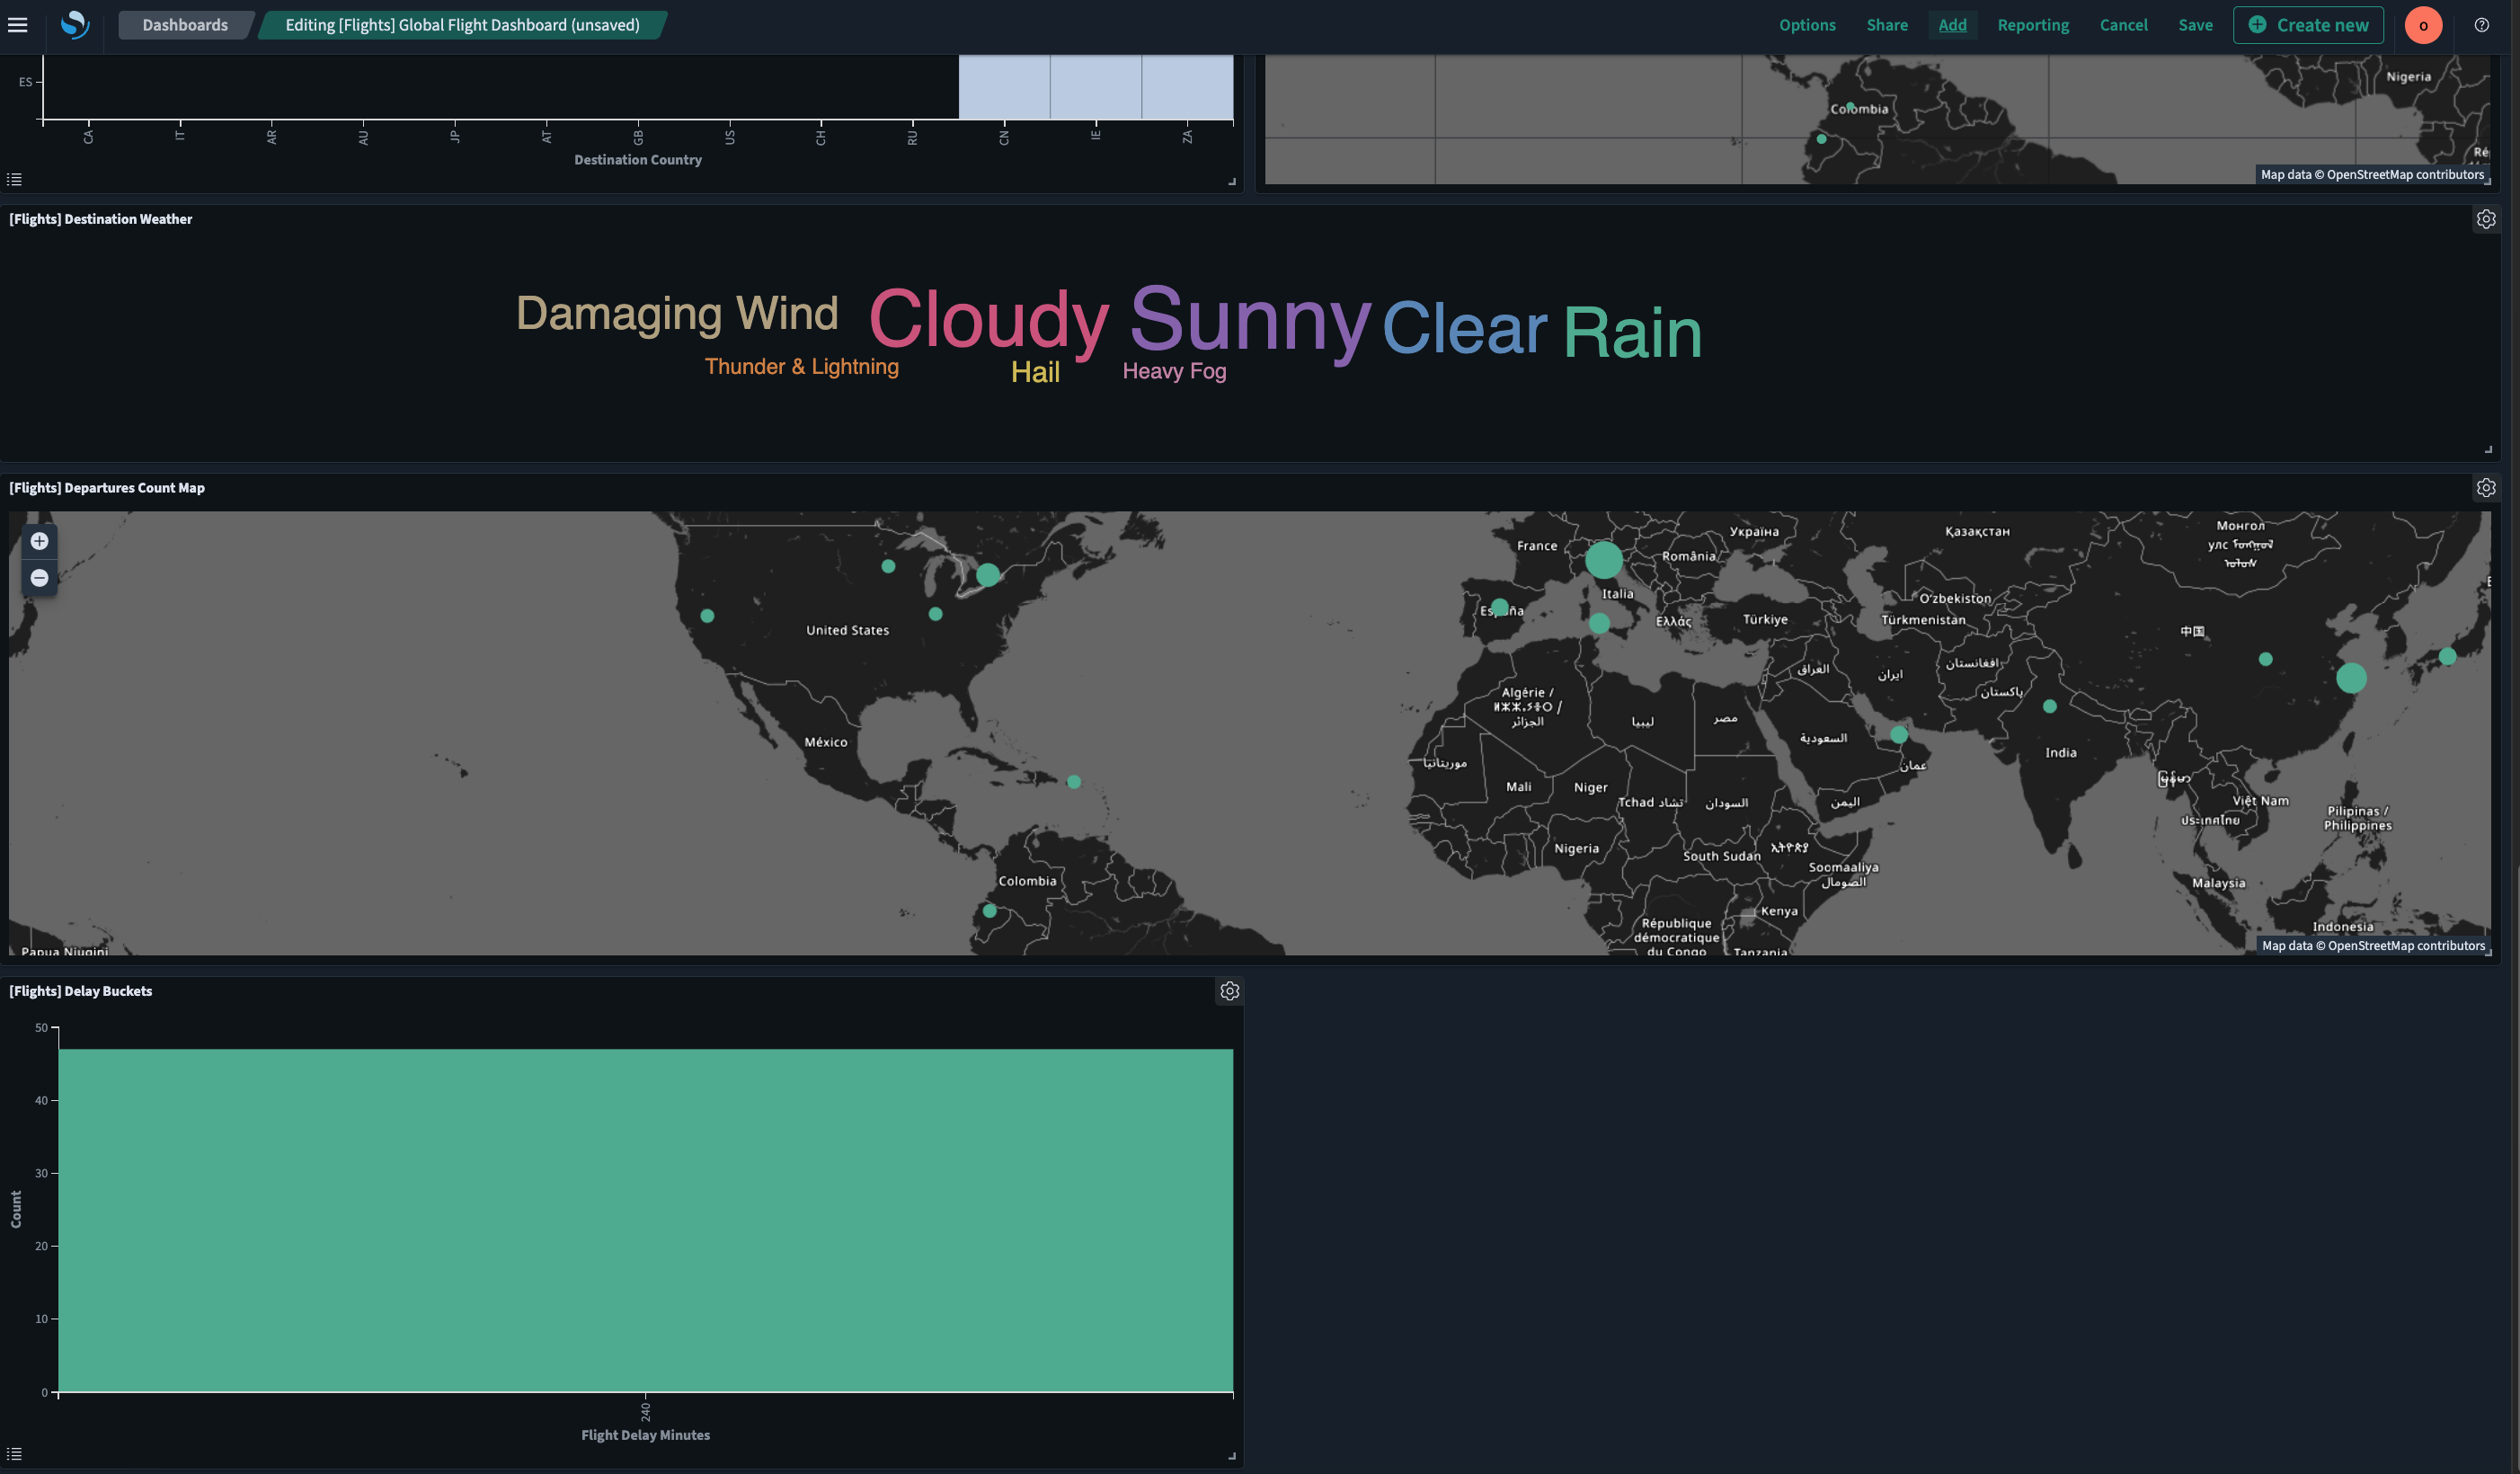 Dashboards
Editing [Flights] Global Flight Dashboard (unsaved)
Options
Share
Add
Reporting
Cancel
Save
Create new
o
ES
CA
IT
AR
AU
JP
AT
GB
US
CH
RU
CN
IE
ZA
Destination Country
Nigeria
Colombia
Ré
Map data © OpenStreetMap contributors
[Flights] Destination Weather
Damaging Wind
Cloudy
Sunny
Clear
Rain
Thunder & Lightning
Hail
Heavy Fog
[Flights] Departures Count Map
France
Україна
Қазақстан
Монгол
улс
România
Italia
O'zbekiston
España
Ελλάς
Türkiye
Türkmenistan
United States
中国
العراق
ایران
افغانستان
پاکستان
Algérie /
الجزائر
ليبيا
مصر
السعودية
México
India
موريتانيا
عمان
Mali
Niger
Tchad تشاد
السودان
اليمن
Việt Nam
ประเทศไทย
Pilipinas /
Philippines
Nigeria
South Sudan
ኢትዮጵያ
Soomaaliya
الصومال
Colombia
Malaysia
Kenya
République
démocratique
du Congo
Tanzania
Indonesia
Papua Niugini
Map data © OpenStreetMap contributors
[Flights] Delay Buckets
50
40
30
20
10
0
Count
240
Flight Delay Minutes